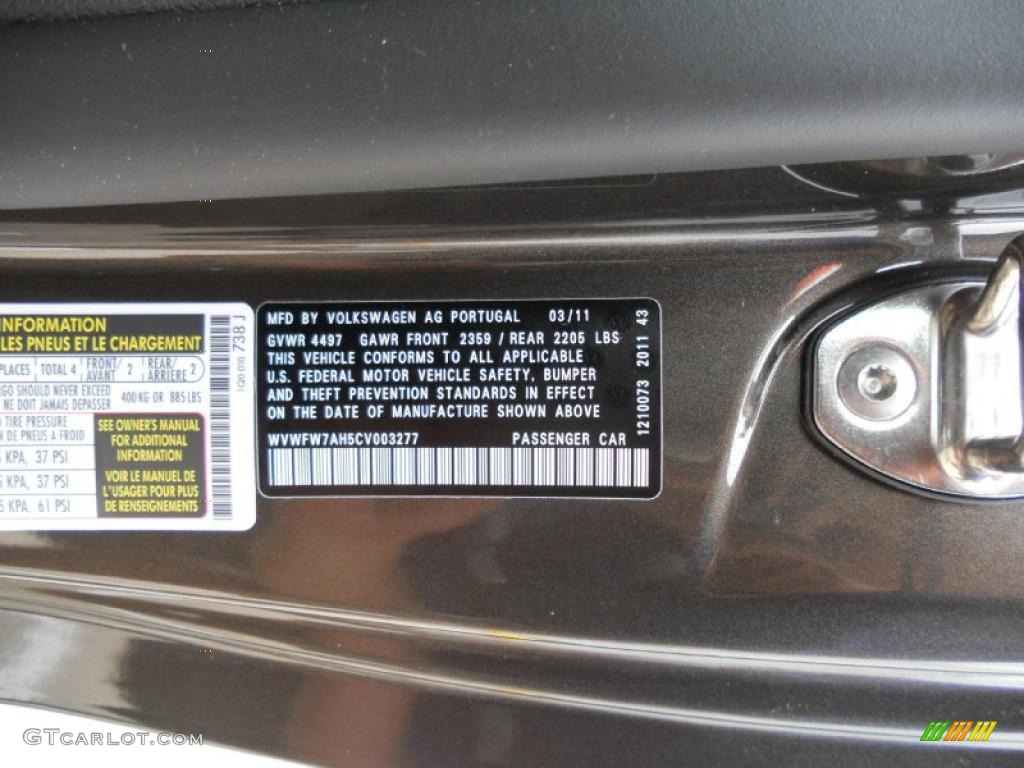 INFORMATION
LES PNEUS ET LE CHARGEMENT
PLACES TOTAL 4 FRONT/ AVANT 2 REAR/ ARRIÈRE 2
SHOULD NEVER EXCEED
NE DOIT JAMAIS DÉPASSER 400 KG OR 885 LBS
TIRE PRESSURE
DE PNEUS À FROID
KPA, 37 PSI
KPA, 37 PSI
5 KPA, 61 PSI
SEE OWNER'S MANUAL
FOR ADDITIONAL
INFORMATION
VOIR LE MANUEL DE
L'USAGER POUR PLUS
DE RENSEIGNEMENTS
738 J
MFD BY VOLKSWAGEN AG PORTUGAL 03/11
GVWR 4497 GAWR FRONT 2359 / REAR 2205 LBS
THIS VEHICLE CONFORMS TO ALL APPLICABLE
U.S. FEDERAL MOTOR VEHICLE SAFETY, BUMPER
AND THEFT PREVENTION STANDARDS IN EFFECT
ON THE DATE OF MANUFACTURE SHOWN ABOVE
WVWFW7AH5CV003277 PASSENGER CAR
1210073 2011 43
GTCARLOT.COM